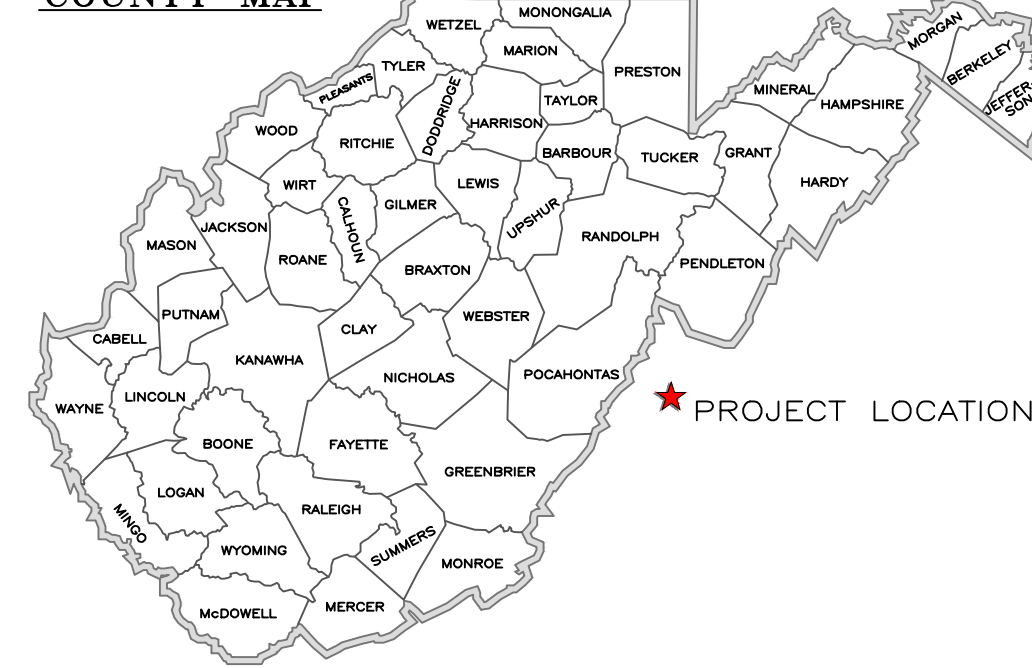 COUNTY MAP
WETZEL
MONONGALIA
MARION
MORGAN
TYLER
PRESTON
BERKELEY
PLEASANTS
MINERAL
HAMPSHIRE
JEFFER-
SON
DODDRIDGE
TAYLOR
HARRISON
WOOD
RITCHIE
BARBOUR
TUCKER
GRANT
WIRT
LEWIS
HARDY
GILMER
CALHOUN
UPSHUR
JACKSON
RANDOLPH
MASON
ROANE
BRAXTON
PENDLETON
PUTNAM
WEBSTER
CLAY
CABELL
KANAWHA
NICHOLAS
POCAHONTAS
LINCOLN
WAYNE
PROJECT LOCATION
BOONE
FAYETTE
GREENBRIER
LOGAN
RALEIGH
MINGO
SUMMERS
WYOMING
MONROE
MERCER
McDOWELL